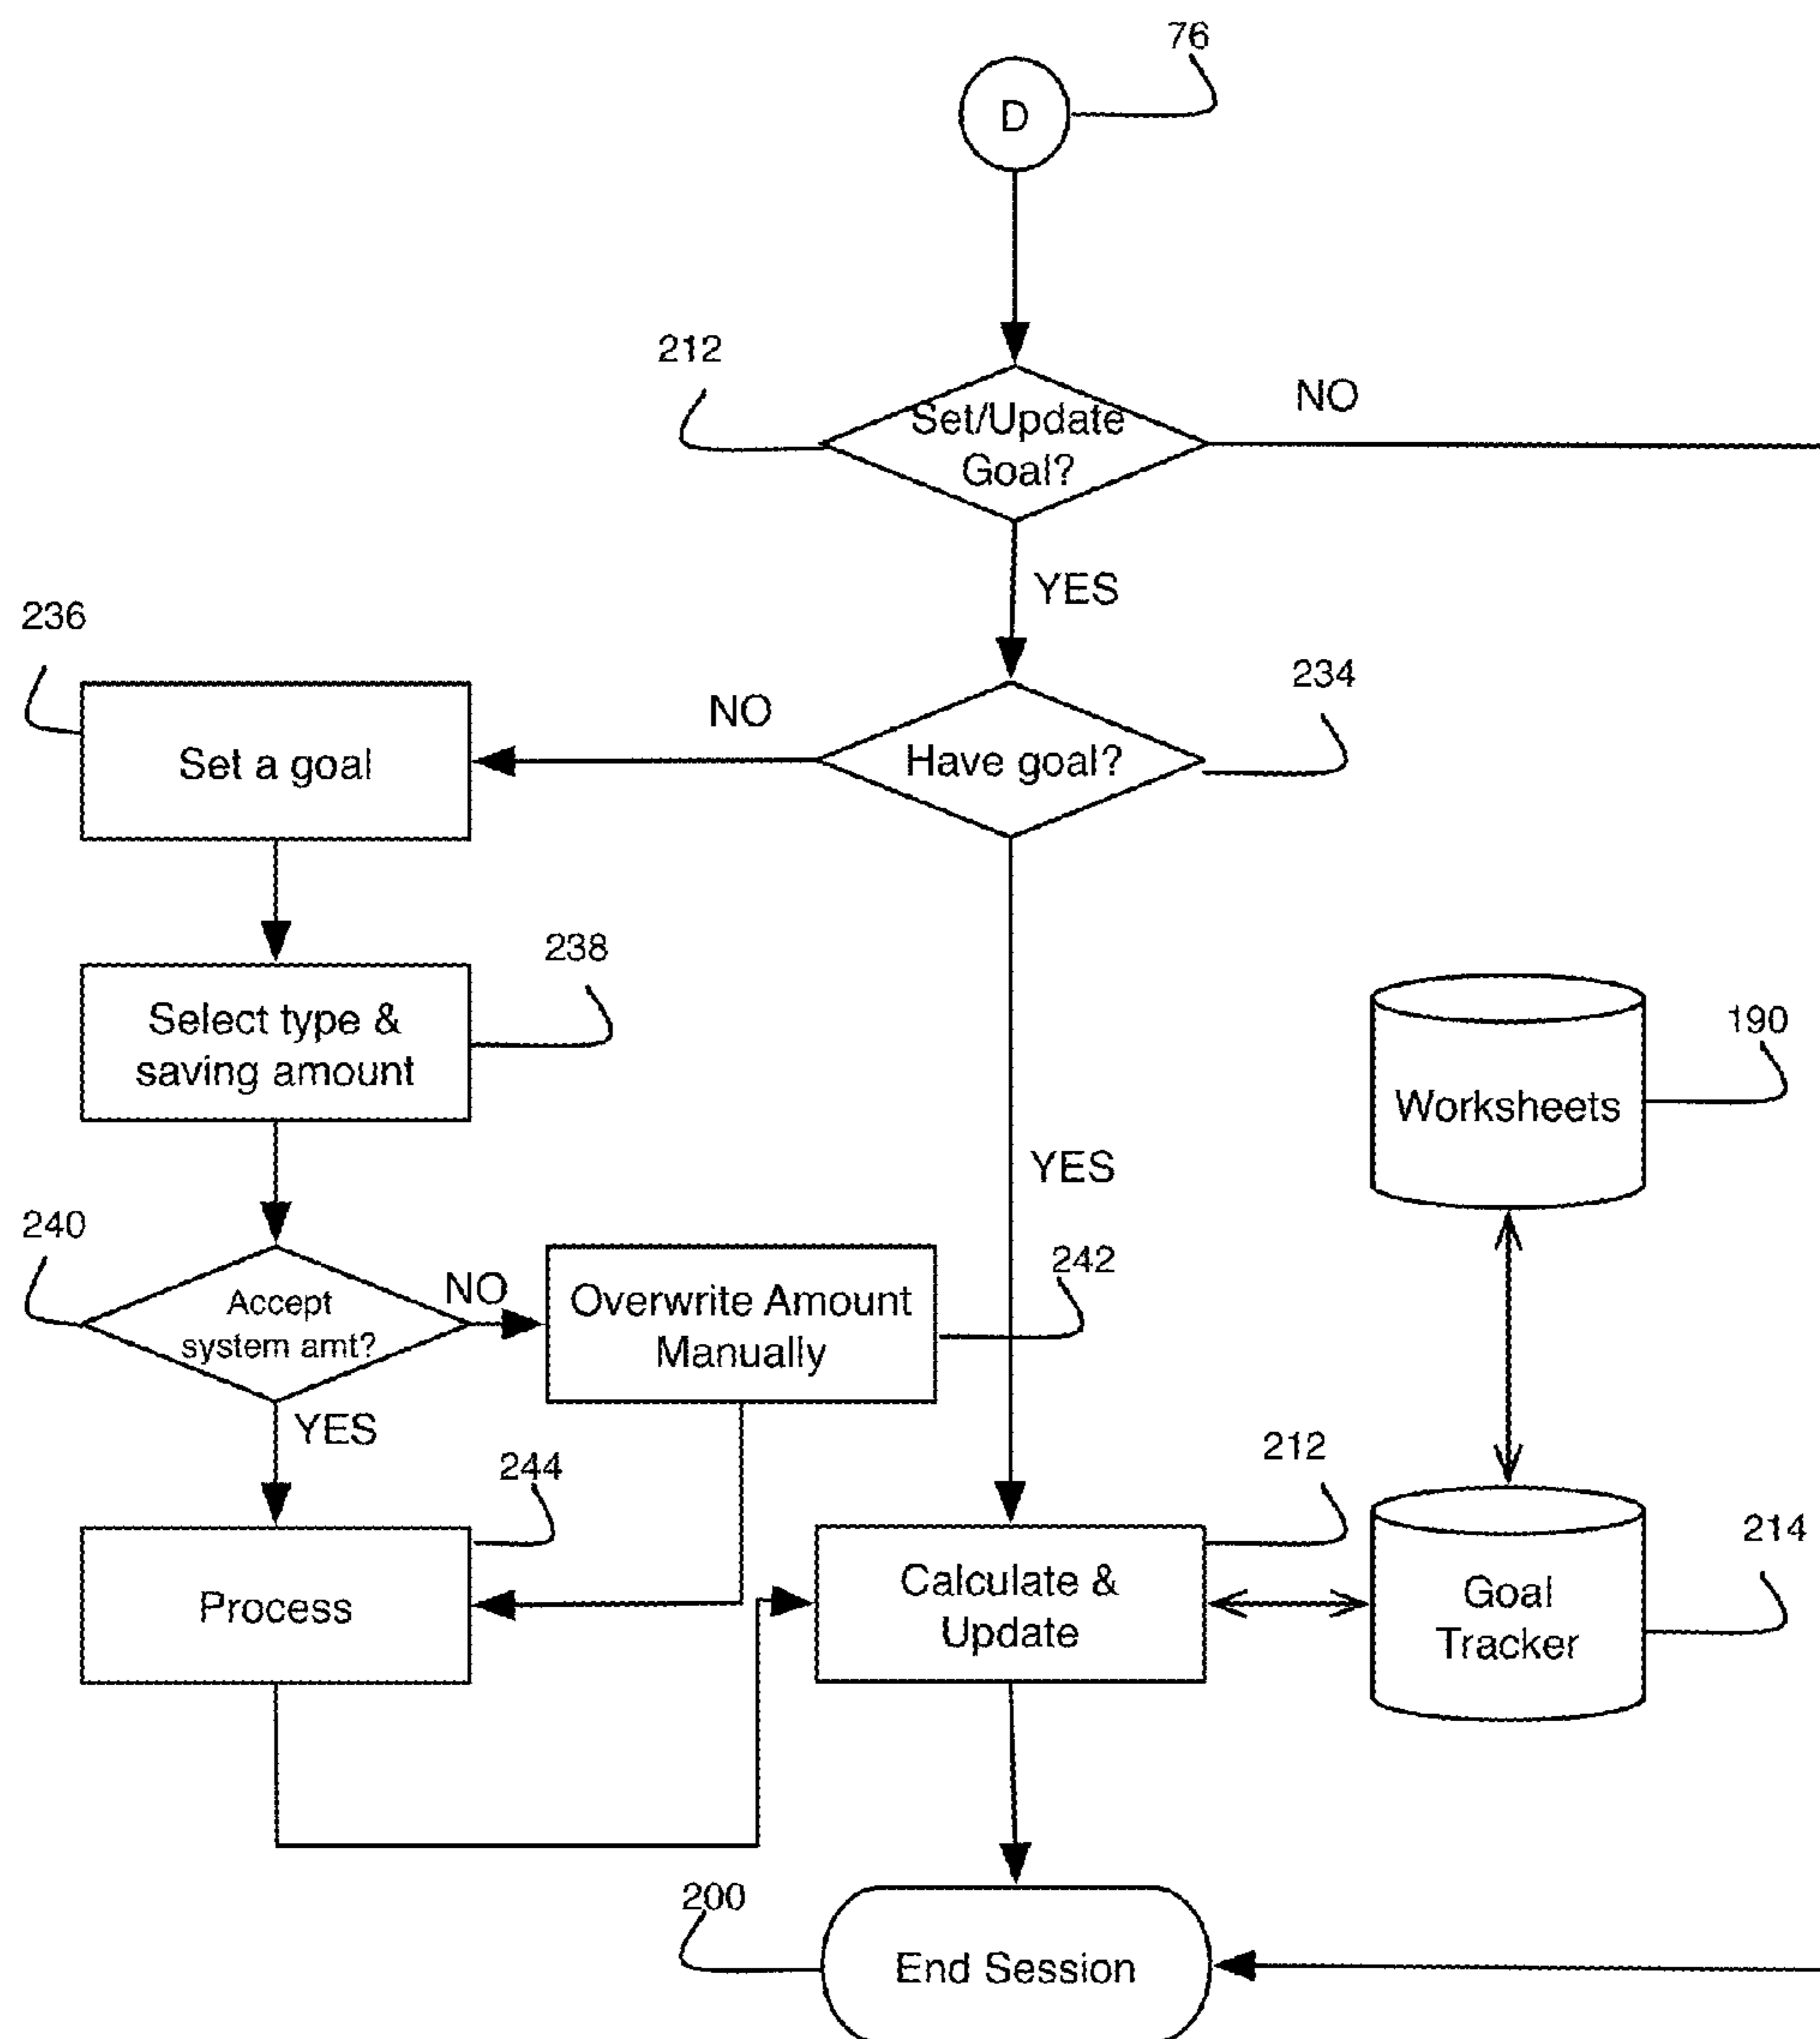 76
D
212
NO
Set/Update
Goal?
YES
236
234
NO
Set a goal
Have goal?
238
Select type &
saving amount
190
Worksheets
YES
240
242
NO
Accept
system amt?
Overwrite Amount
Manually
YES
244
212
214
Process
Calculate &
Update
Goal
Tracker
200
End Session